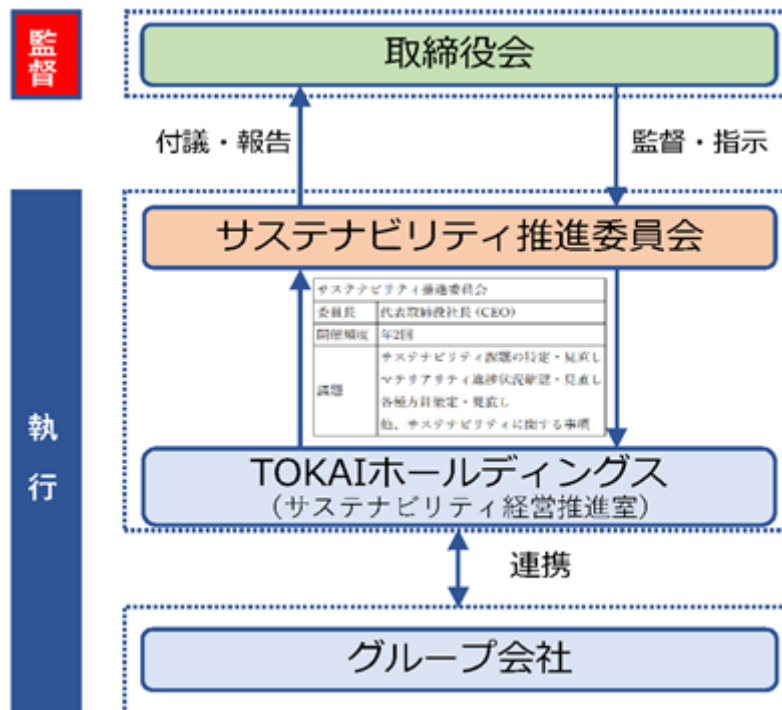 監督
取締役会
付議・報告
監督・指示
執行
サステナビリティ推進委員会
サステナビリティ推進委員会
委員長 代表取締役社長(CEO)
開催頻度 年2回
議題 サステナビリティ課題の特定・見直し
マテリアリティ進捗状況確認・見直し
各種方針策定・見直し
他、サステナビリティに関する事項
TOKAIホールディングス
(サステナビリティ経営推進室)
連携
グループ会社